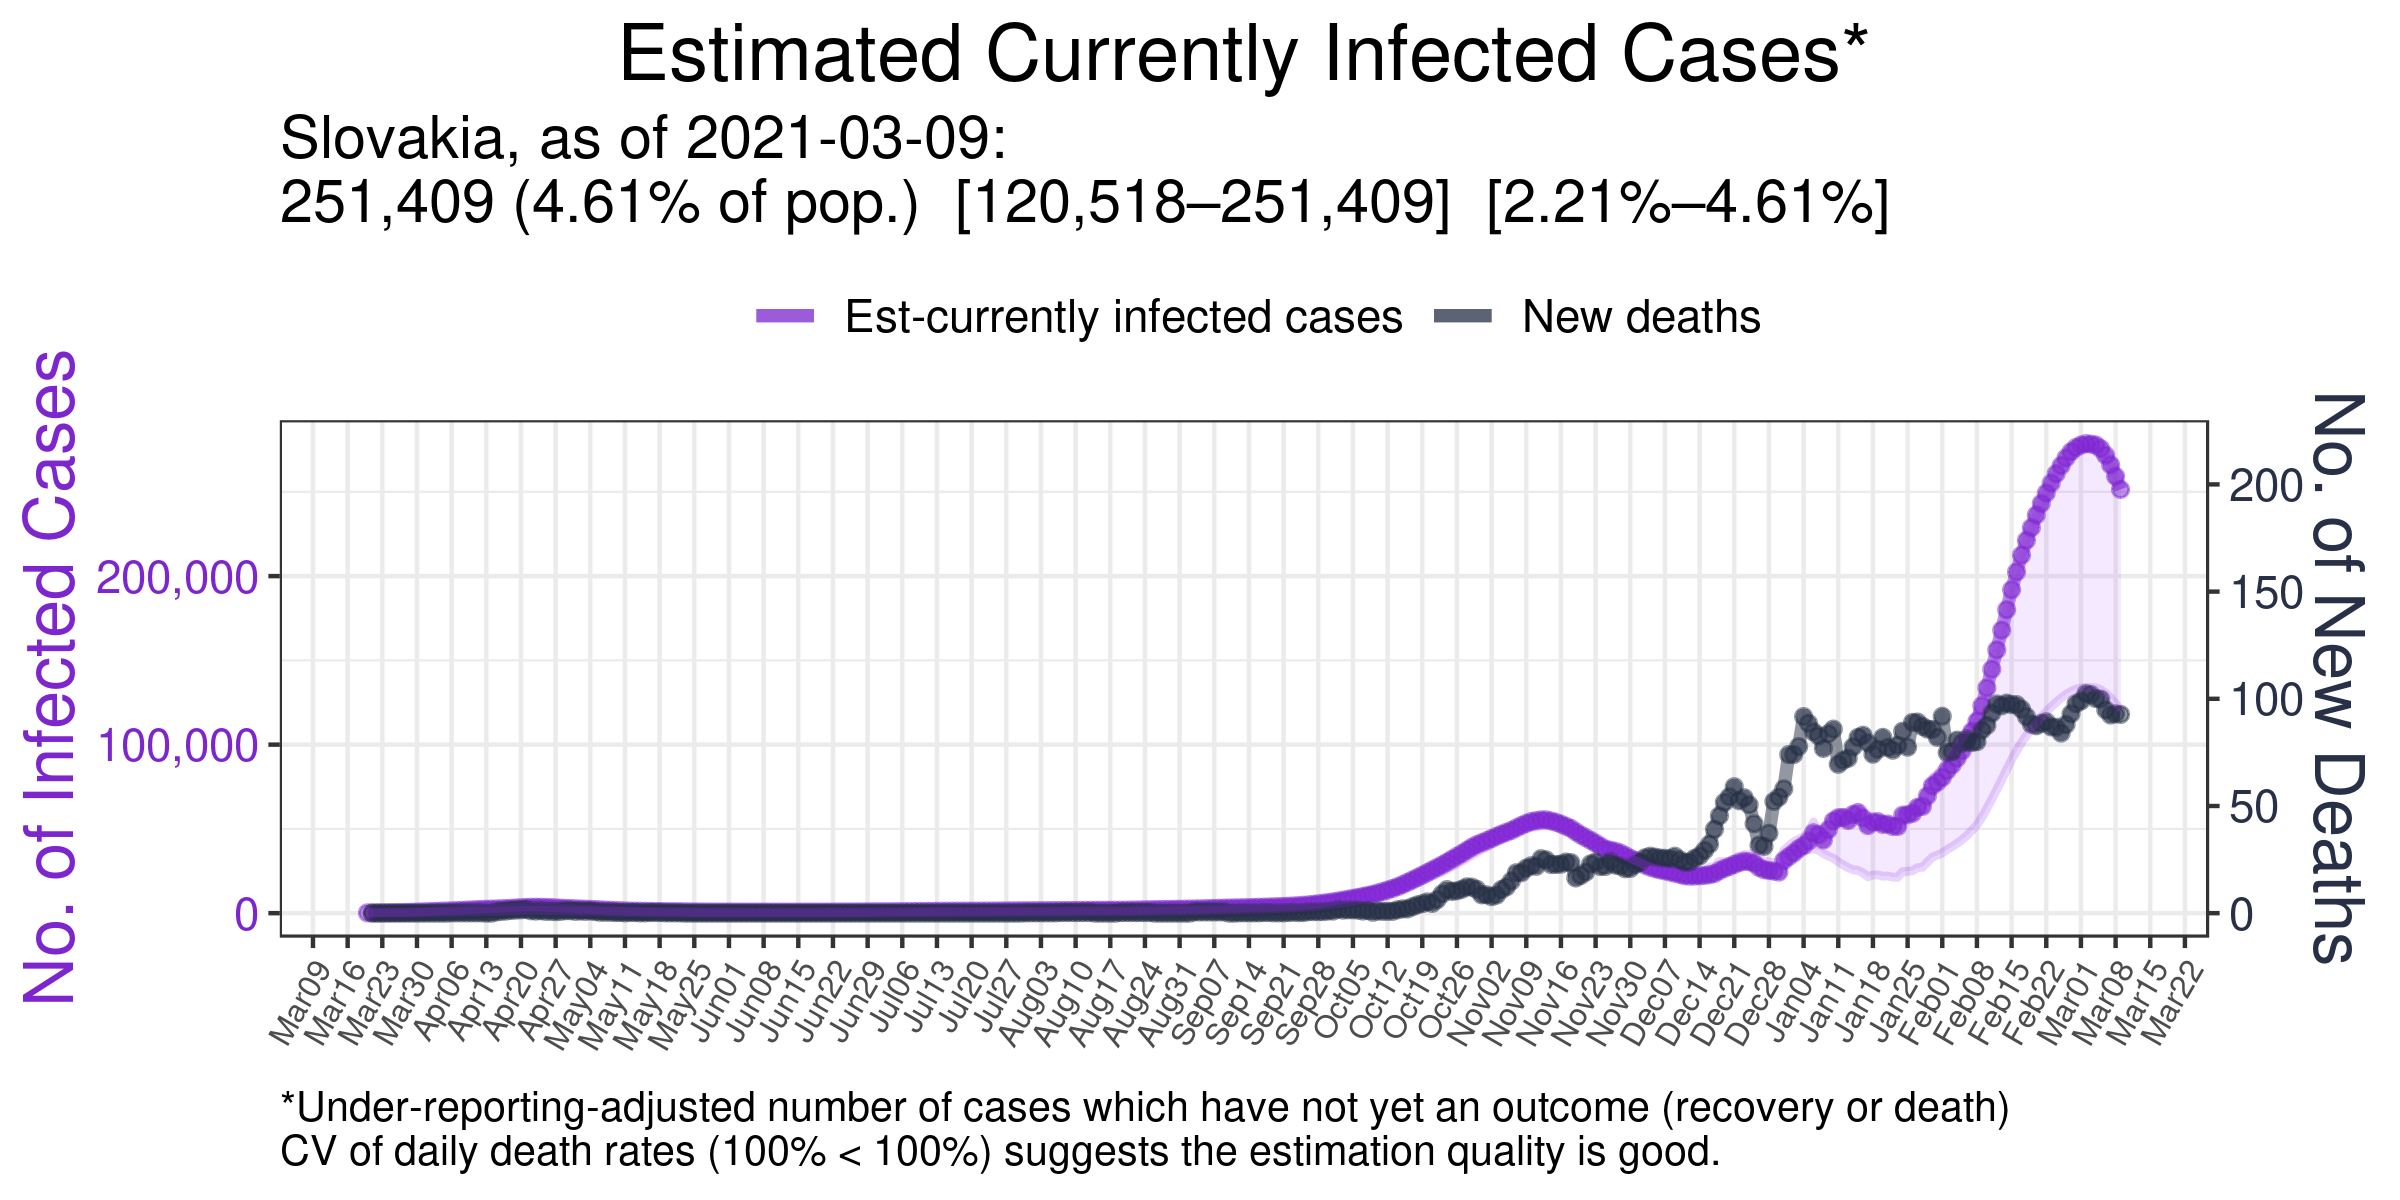 Estimated Currently Infected Cases*
Slovakia, as of 2021-03-09:
251,409 (4.61% of pop.) [120,518–251,409] [2.21%–4.61%]
Est-currently infected cases New deaths
No. of Infected Cases
200,000
100,000
0
200
150
100
50
0
No. of New Deaths
Mar09 Mar16 Mar23 Mar30 Apr06 Apr13 Apr20 Apr27 May04 May11 May18 May25 Jun01 Jun08 Jun15 Jun22 Jun29 Jul06 Jul13 Jul20 Jul27 Aug03 Aug10 Aug17 Aug24 Aug31 Sep07 Sep14 Sep21 Sep28 Oct05 Oct12 Oct19 Oct26 Nov02 Nov09 Nov16 Nov23 Nov30 Dec07 Dec14 Dec21 Dec28 Jan04 Jan11 Jan18 Jan25 Feb01 Feb08 Feb15 Feb22 Mar01 Mar08 Mar15 Mar22
*Under-reporting-adjusted number of cases which have not yet an outcome (recovery or death)
CV of daily death rates (100% < 100%) suggests the estimation quality is good.